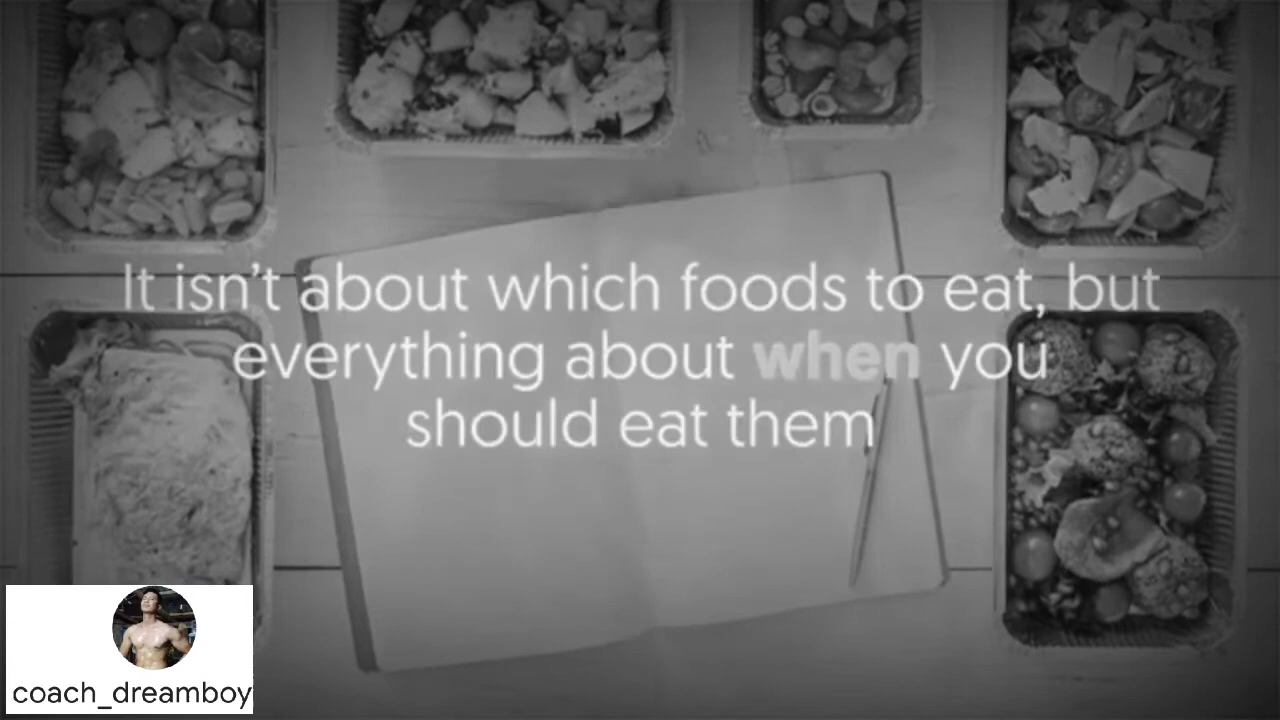 It isn’t about which foods to eat, but
everything about when you
should eat them
coach_dreamboy